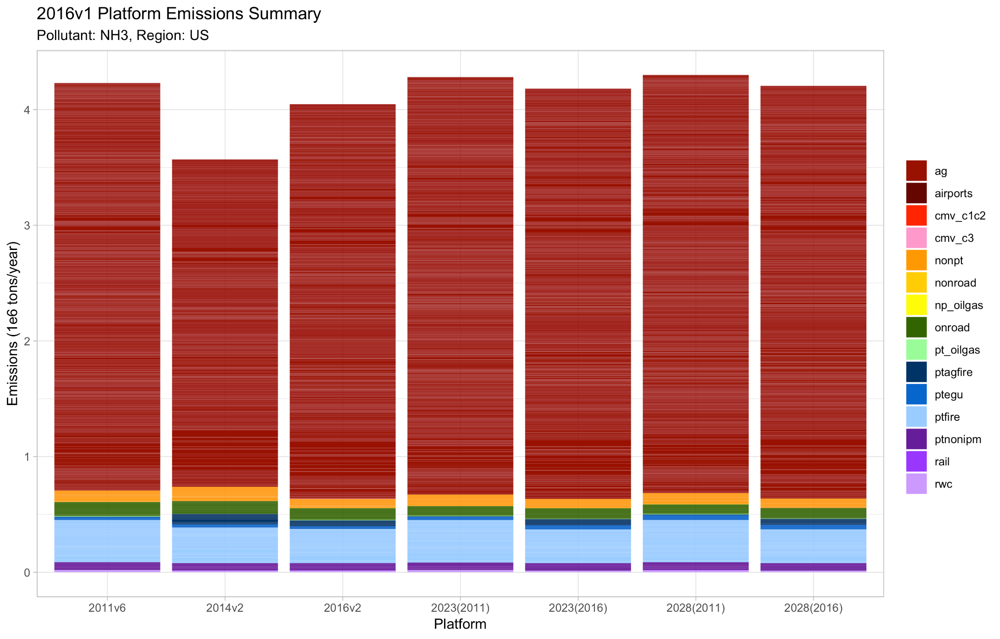 2016v1 Platform Emissions Summary
Pollutant: NH3, Region: US
Emissions (1e6 tons/year)
4
3
2
1
0
2011v6 2014v2 2016v2 2023(2011) 2023(2016) 2028(2011) 2028(2016)
Platform
ag
airports
cmv_c1c2
cmv_c3
nonpt
nonroad
np_oilgas
onroad
pt_oilgas
ptagfire
ptegu
ptfire
ptnonipm
rail
rwc